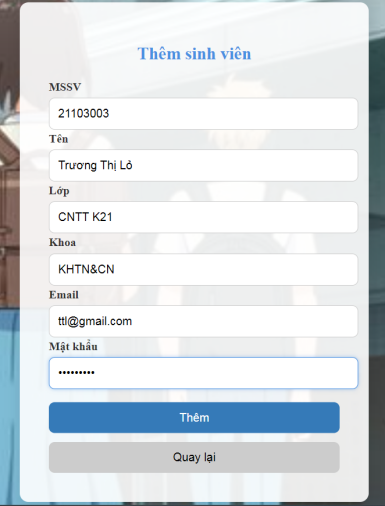 Thêm sinh viên
MSSV
21103003
Tên
Trương Thị Lỏ
Lớp
CNTT K21
Khoa
KHTN&CN
Email
ttl@gmail.com
Mật khẩu
•••••••••
Thêm
Quay lại